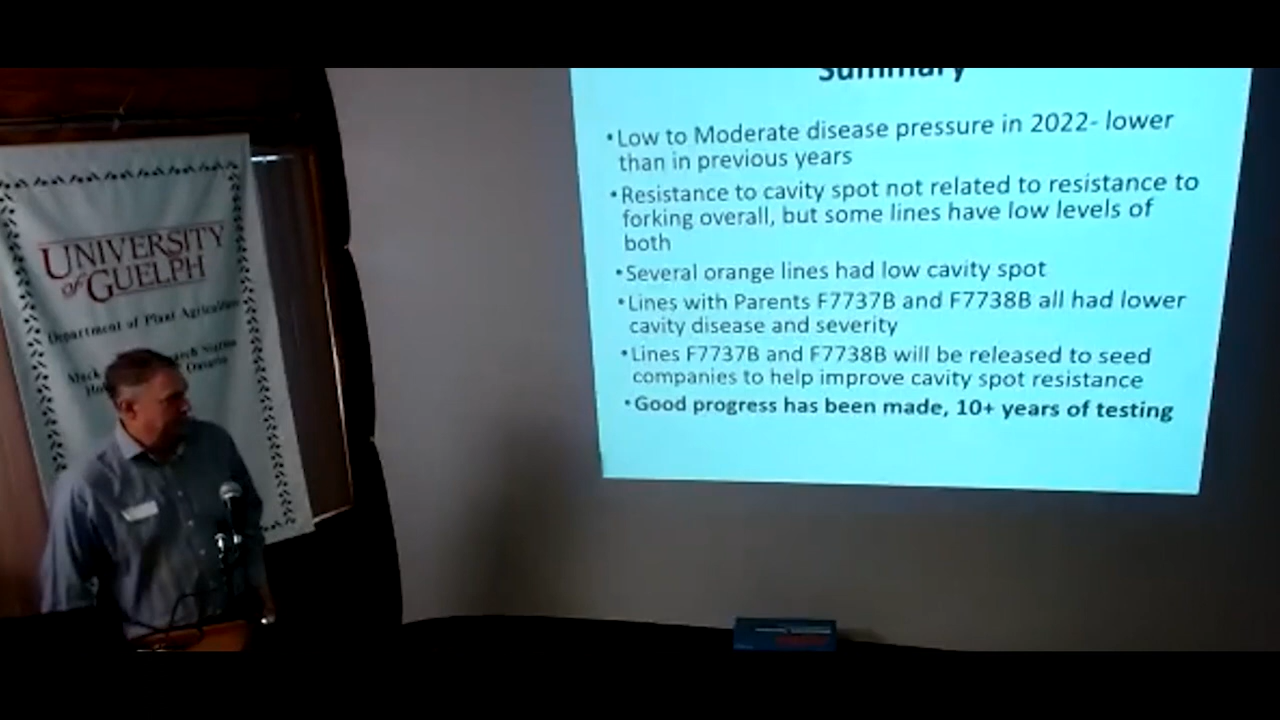 Summary
•Low to Moderate disease pressure in 2022- lower
than in previous years
•Resistance to cavity spot not related to resistance to
forking overall, but some lines have low levels of
both
•Several orange lines had low cavity spot
•Lines with Parents F7737B and F7738B all had lower
cavity disease and severity
•Lines F7737B and F7738B will be released to seed
companies to help improve cavity spot resistance
•Good progress has been made, 10+ years of testing
UNIVERSITY
of GUELPH
Department of Plant Agriculture
Station
Ontario